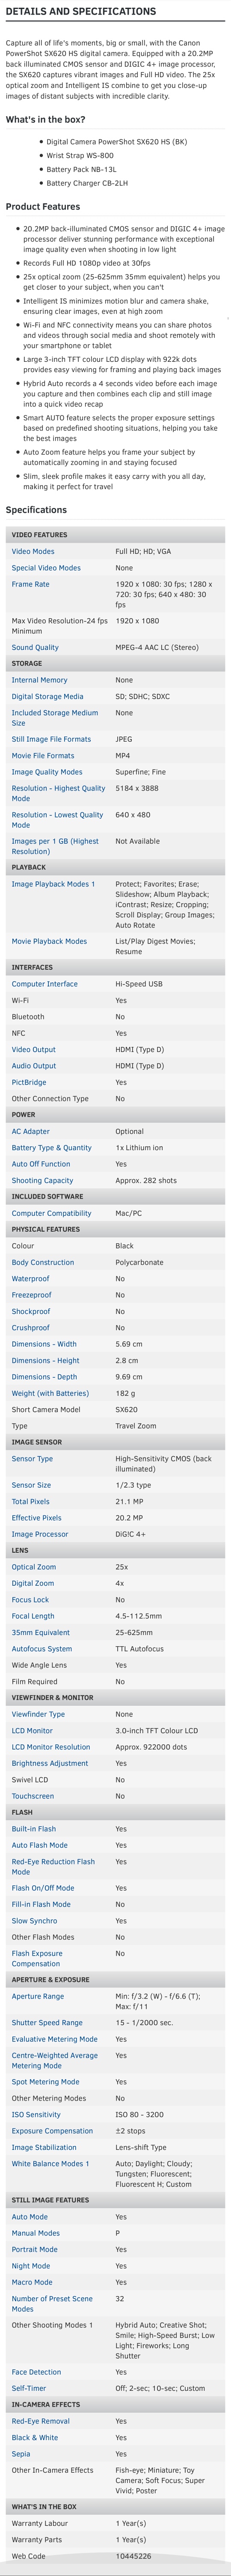 DETAILS AND SPECIFICATIONS
Capture all of life's moments, big or small, with the Canon
PowerShot SX620 HS digital camera. Equipped with a 20.2MP
back illuminated CMOS sensor and DIGIC 4+ image processor,
the SX620 captures vibrant images and Full HD video. The 25x
optical zoom and Intelligent IS combine to get you close-up
images of distant subjects with incredible clarity.
What's in the box?
Digital Camera PowerShot SX620 HS (BK)
Wrist Strap WS-800
Battery Pack NB-13L
Battery Charger CB-2LH
Product Features
20.2MP back-illuminated CMOS sensor and DIGIC 4+ image
processor deliver stunning performance with exceptional
image quality even when shooting in low light
Records Full HD 1080p video at 30fps
25x optical zoom (25-625mm 35mm equivalent) helps you
get closer to your subject, when you can't
Intelligent IS minimizes motion blur and camera shake,
ensuring clear images, even at high zoom
Wi-Fi and NFC connectivity means you can share photos
and videos through social media and shoot remotely with
your smartphone or tablet
Large 3-inch TFT colour LCD display with 922k dots
provides easy viewing for framing and playing back images
Hybrid Auto records a 4 seconds video before each image
you capture and then combines each clip and still image
into a quick video recap
Smart AUTO feature selects the proper exposure settings
based on predefined shooting situations, helping you take
the best images
Auto Zoom feature helps you frame your subject by
automatically zooming in and staying focused
Slim, sleek profile makes it easy carry with you all day,
making it perfect for travel
Specifications
VIDEO FEATURES
Video Modes Full HD; HD; VGA
Special Video Modes None
Frame Rate 1920 x 1080: 30 fps; 1280 x
720: 30 fps; 640 x 480: 30
fps
Max Video Resolution-24 fps 1920 x 1080
Minimum
Sound Quality MPEG-4 AAC LC (Stereo)
STORAGE
Internal Memory None
Digital Storage Media SD; SDHC; SDXC
Included Storage Medium None
Size
Still Image File Formats JPEG
Movie File Formats MP4
Image Quality Modes Superfine; Fine
Resolution - Highest Quality 5184 x 3888
Mode
Resolution - Lowest Quality 640 x 480
Mode
Images per 1 GB (Highest Not Available
Resolution)
PLAYBACK
Image Playback Modes 1 Protect; Favorites; Erase;
Slideshow; Album Playback;
iContrast; Resize; Cropping;
Scroll Display; Group Images;
Auto Rotate
Movie Playback Modes List/Play Digest Movies;
Resume
INTERFACES
Computer Interface Hi-Speed USB
Wi-Fi Yes
Bluetooth No
NFC Yes
Video Output HDMI (Type D)
Audio Output HDMI (Type D)
PictBridge Yes
Other Connection Type No
POWER
AC Adapter Optional
Battery Type & Quantity 1x Lithium ion
Auto Off Function Yes
Shooting Capacity Approx. 282 shots
INCLUDED SOFTWARE
Computer Compatibility Mac/PC
PHYSICAL FEATURES
Colour Black
Body Construction Polycarbonate
Waterproof No
Freezeproof No
Shockproof No
Crushproof No
Dimensions - Width 5.69 cm
Dimensions - Height 2.8 cm
Dimensions - Depth 9.69 cm
Weight (with Batteries) 182 g
Short Camera Model SX620
Type Travel Zoom
IMAGE SENSOR
Sensor Type High-Sensitivity CMOS (back
illuminated)
Sensor Size 1/2.3 type
Total Pixels 21.1 MP
Effective Pixels 20.2 MP
Image Processor DiG!C 4+
LENS
Optical Zoom 25x
Digital Zoom 4x
Focus Lock No
Focal Length 4.5-112.5mm
35mm Equivalent 25-625mm
Autofocus System TTL Autofocus
Wide Angle Lens Yes
Film Required No
VIEWFINDER & MONITOR
Viewfinder Type None
LCD Monitor 3.0-inch TFT Colour LCD
LCD Monitor Resolution Approx. 922000 dots
Brightness Adjustment Yes
Swivel LCD No
Touchscreen No
FLASH
Built-in Flash Yes
Auto Flash Mode Yes
Red-Eye Reduction Flash Yes
Mode
Flash On/Off Mode Yes
Fill-in Flash Mode No
Slow Synchro Yes
Other Flash Modes No
Flash Exposure No
Compensation
APERTURE & EXPOSURE
Aperture Range Min: f/3.2 (W) - f/6.6 (T);
Max: f/11
Shutter Speed Range 15 - 1/2000 sec.
Evaluative Metering Mode Yes
Centre-Weighted Average Yes
Metering Mode
Spot Metering Mode Yes
Other Metering Modes No
ISO Sensitivity ISO 80 - 3200
Exposure Compensation ±2 stops
Image Stabilization Lens-shift Type
White Balance Modes 1 Auto; Daylight; Cloudy;
Tungsten; Fluorescent;
Fluorescent H; Custom
STILL IMAGE FEATURES
Auto Mode Yes
Manual Modes P
Portrait Mode Yes
Night Mode Yes
Macro Mode Yes
Number of Preset Scene 32
Modes
Other Shooting Modes 1 Hybrid Auto; Creative Shot;
Smile; High-Speed Burst; Low
Light; Fireworks; Long
Shutter
Face Detection Yes
Self-Timer Off; 2-sec; 10-sec; Custom
IN-CAMERA EFFECTS
Red-Eye Removal Yes
Black & White Yes
Sepia Yes
Other In-Camera Effects Fish-eye; Miniature; Toy
Camera; Soft Focus; Super
Vivid; Poster
WHAT'S IN THE BOX
Warranty Labour 1 Year(s)
Warranty Parts 1 Year(s)
Web Code 10445226